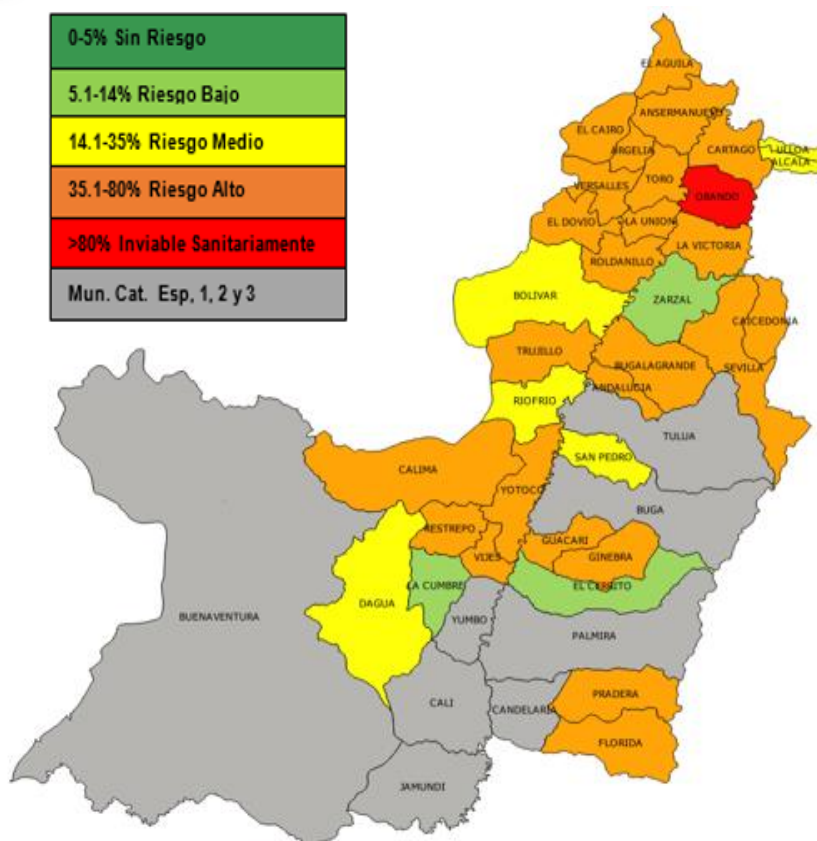 0-5% Sin Riesgo
5.1-14% Riesgo Bajo
14.1-35% Riesgo Medio
35.1-80% Riesgo Alto
>80% Inviable Sanitariamente
Mun. Cat. Esp, 1, 2 y 3
EL AGUILA
ANSERMANUEVO
EL CAIRO
ARGELIA
CARTAGO
ULLOA
ALCALA
TORO
VERSALLES
OBANDO
EL DOVIO
LA UNION
LA VICTORIA
ROLDANILLO
BOLIVAR
ZARZAL
CAICEDONIA
TRUJILLO
BUGALAGRANDE
SEVILLA
ANDALUCIA
RIOFRIO
TULUA
SAN PEDRO
CALIMA
YOTOCO
BUGA
RESTREPO
GUACARI
VIJES
GINEBRA
LA CUMBRE
EL CERRITO
DAGUA
BUENAVENTURA
YUMBO
PALMIRA
PRADERA
CALI
CANDELARIA
FLORIDA
JAMUNDI